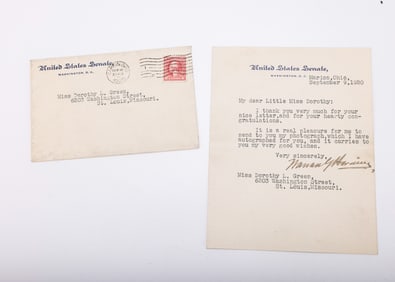 United States Senate,
WASHINGTON, D.C.
Miss Dorothy L. Green,
6803 Washington Street,
St. Louis, Missouri.
United States Senate,
WASHINGTON, D.C.
Marion, Ohio.
September 9, 1920
My dear Little Miss Dorothy:
I thank you very much for your
nice letter, and for your hearty con-
gratulations.
It is a real pleasure for me to
send to you my photograph, which I have
autographed for you, and it carries to
you my very good wishes.
Very sincerely,
Warren G Harding
Miss Dorothy L. Green,
6803 Washington Street,
St. Louis, Missouri.